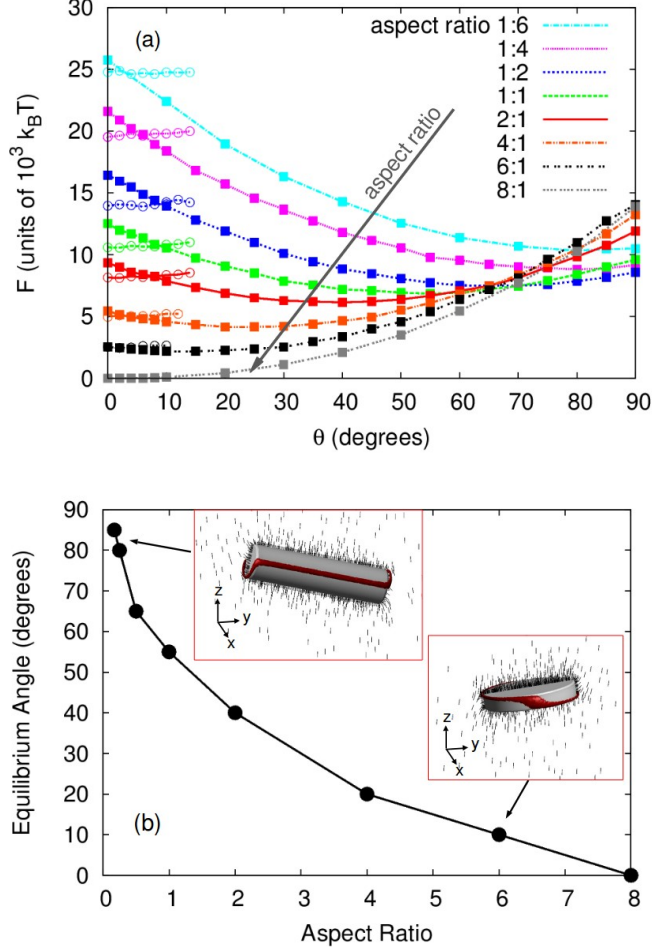 (a)
aspect ratio 1:6
1:4
1:2
1:1
2:1
4:1
6:1
8:1
aspect ratio
F (units of 10³ k_BT)
30
25
20
15
10
5
0
0 10 20 30 40 50 60 70 80 90
θ (degrees)
(b)
Equilibrium Angle (degrees)
90
80
70
60
50
40
30
20
10
0
z
y
x
z
y
x
0 1 2 3 4 5 6 7 8
Aspect Ratio